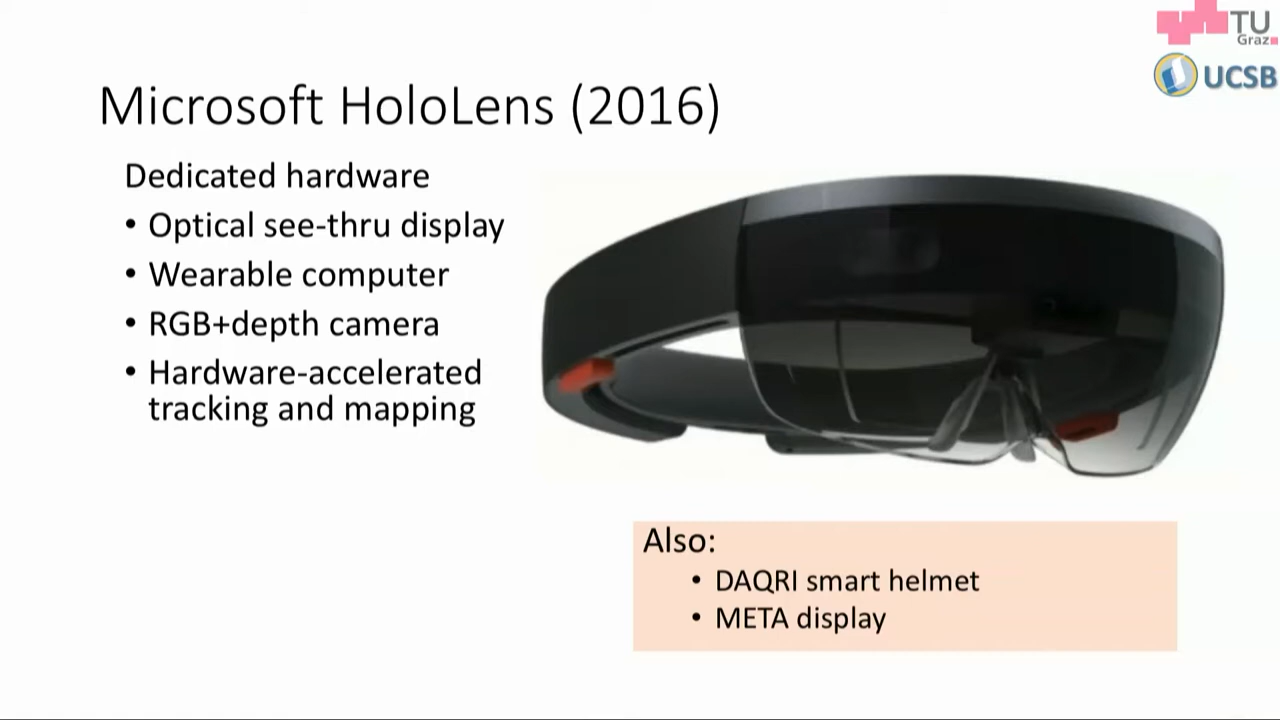 TU
Graz
UCSB
Microsoft HoloLens (2016)
Dedicated hardware
• Optical see-thru display
• Wearable computer
• RGB+depth camera
• Hardware-accelerated
tracking and mapping
Also:
• DAQRI smart helmet
• META display